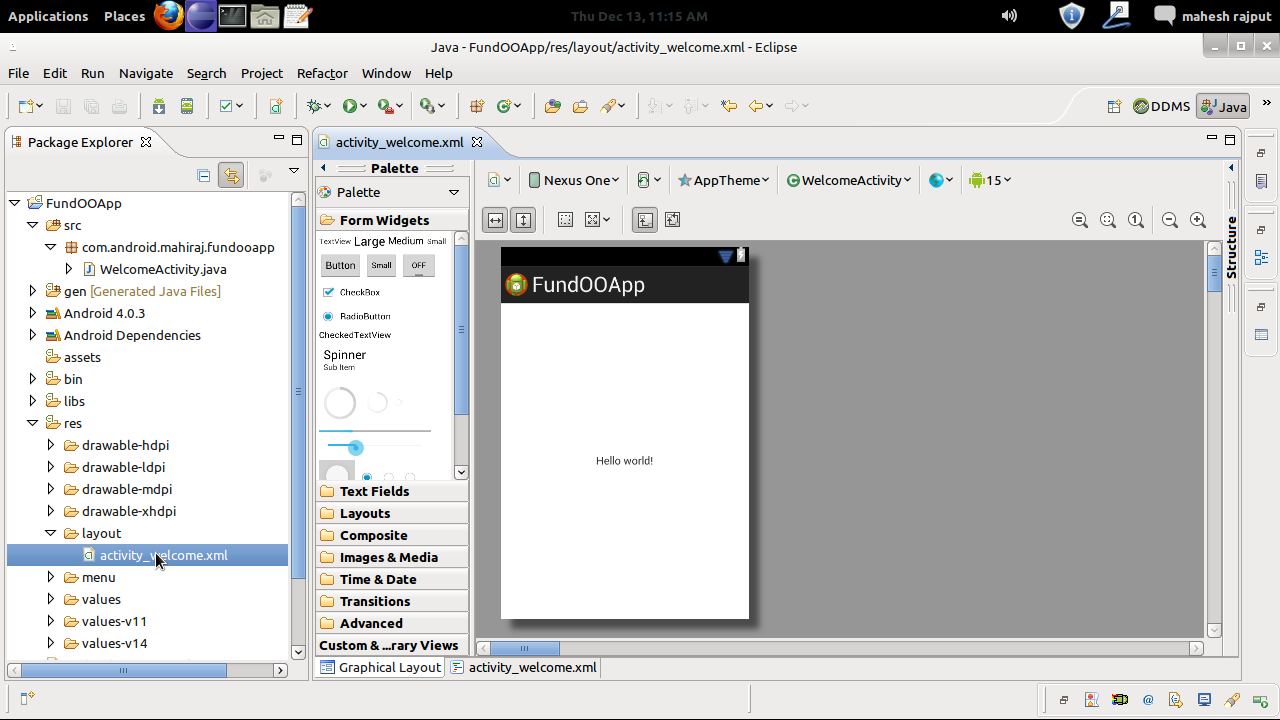 Applications Places Thu Dec 13, 11:15 AM mahesh rajput
Java - FundOOApp/res/layout/activity_welcome.xml - Eclipse
File Edit Run Navigate Search Project Refactor Window Help
DDMS Java
Package Explorer
activity_welcome.xml
FundOOApp
src
com.android.mahiraj.fundooapp
WelcomeActivity.java
gen [Generated Java Files]
Android 4.0.3
Android Dependencies
assets
bin
libs
res
drawable-hdpi
drawable-ldpi
drawable-mdpi
drawable-xhdpi
layout
activity_welcome.xml
menu
values
values-v11
values-v14
Palette
Palette
Form Widgets
TextView Large Medium Small
Button Small OFF
CheckBox
RadioButton
CheckedTextView
Spinner
Sub Item
Text Fields
Layouts
Composite
Images & Media
Time & Date
Transitions
Advanced
Custom & ...rary Views
Graphical Layout activity_welcome.xml
Nexus One AppTheme WelcomeActivity 15
FundOOApp
Hello world!
Structure